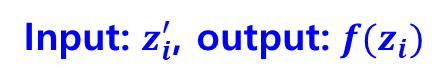 Input: z′ᵢ, output: f(zᵢ)